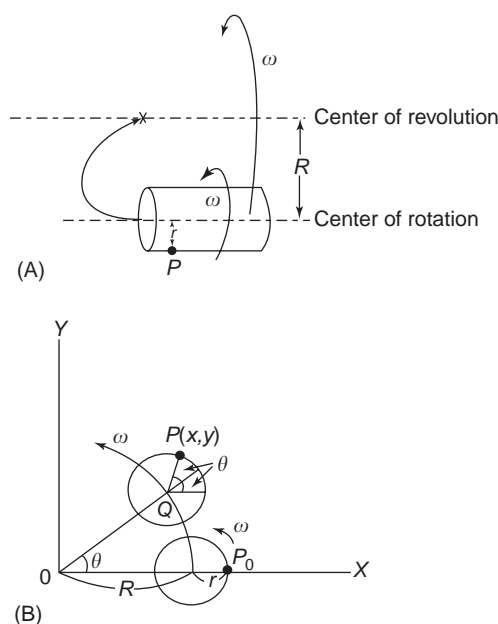 ω
Center of revolution
R
ω
Center of rotation
r
P
(A)
Y
P(x,y)
ω
θ
Q
ω
P0
θ
0
X
R
r
(B)